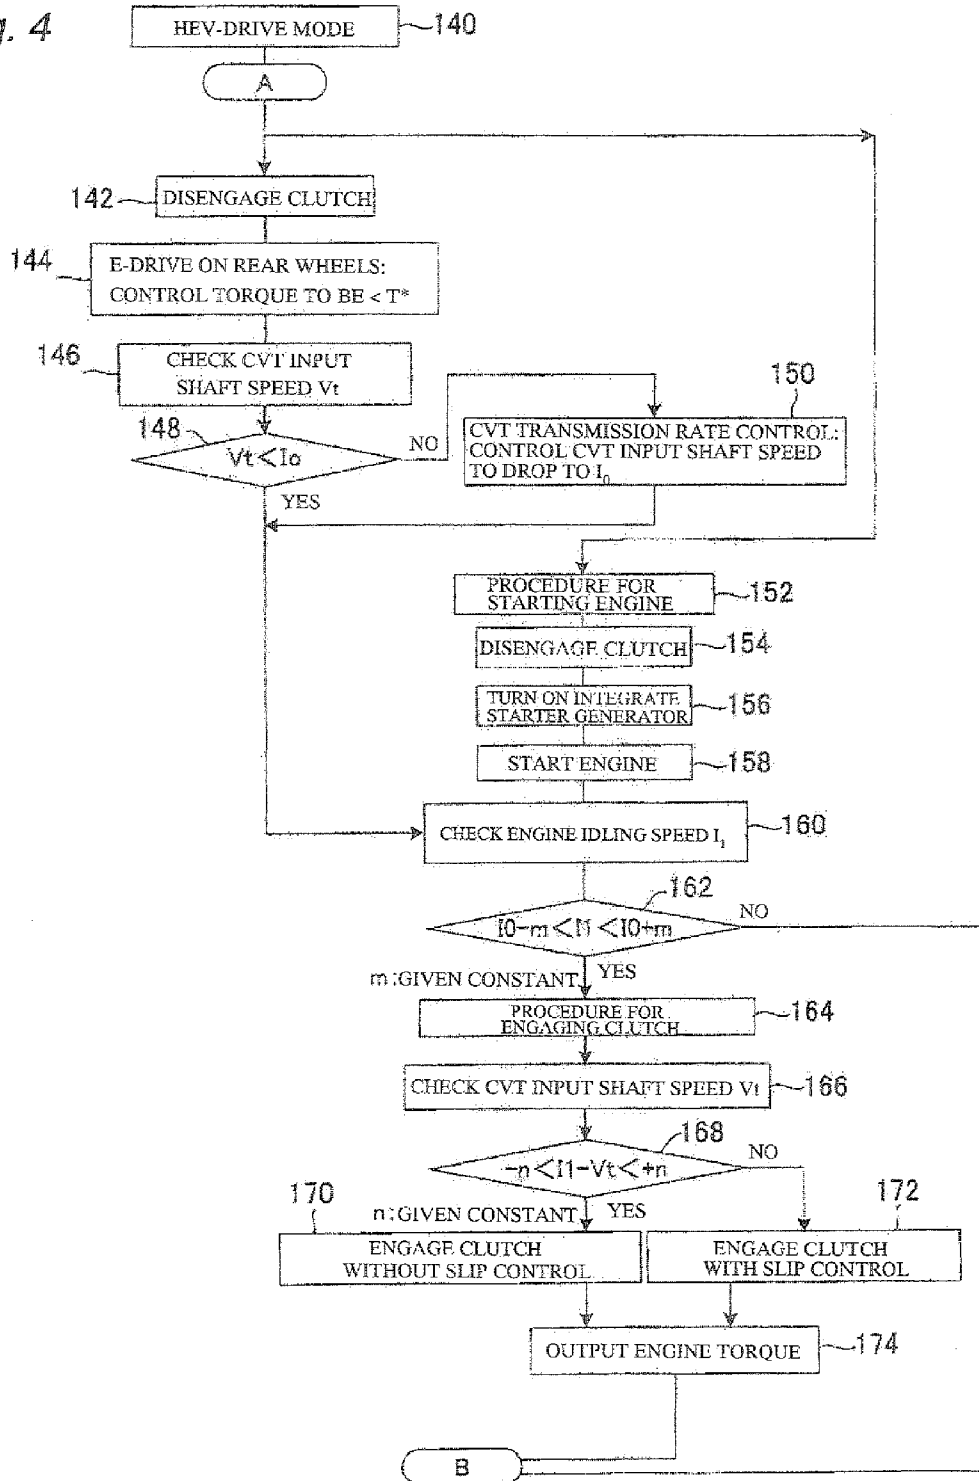 4
HEV-DRIVE MODE
140
A
142
DISENGAGE CLUTCH
144
E-DRIVE ON REAR WHEELS:
CONTROL TORQUE TO BE < T*
146
CHECK CVT INPUT
SHAFT SPEED Vt
148
Vt<Io
NO
YES
150
CVT TRANSMISSION RATE CONTROL:
CONTROL CVT INPUT SHAFT SPEED
TO DROP TO I₀
PROCEDURE FOR
STARTING ENGINE
152
DISENGAGE CLUTCH
154
TURN ON INTEGRATE
STARTER GENERATOR
156
START ENGINE
158
CHECK ENGINE IDLING SPEED I₁
160
162
I0-m<I1<I0+m
NO
m:GIVEN CONSTANT
YES
PROCEDURE FOR
ENGAGING CLUTCH
164
CHECK CVT INPUT SHAFT SPEED Vt
166
168
-n<I1-Vt<+n
NO
170
n:GIVEN CONSTANT
YES
172
ENGAGE CLUTCH
WITHOUT SLIP CONTROL
ENGAGE CLUTCH
WITH SLIP CONTROL
OUTPUT ENGINE TORQUE
174
B